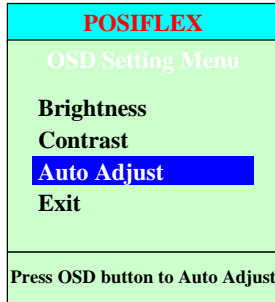 POSIFLEX
OSD Setting Menu
Brightness
Contrast
Auto Adjust
Exit
Press OSD button to Auto Adjust